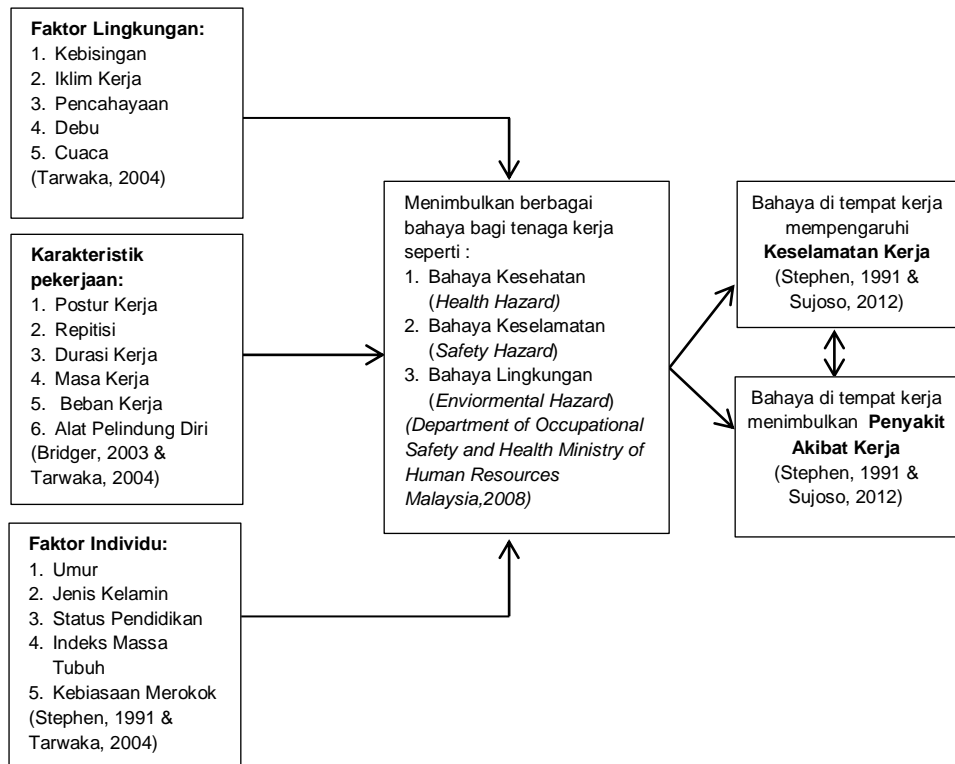 Faktor Lingkungan:
1. Kebisingan
2. Iklim Kerja
3. Pencahayaan
4. Debu
5. Cuaca
(Tarwaka, 2004)
Karakteristik
pekerjaan:
1. Postur Kerja
2. Repitisi
3. Durasi Kerja
4. Masa Kerja
5. Beban Kerja
6. Alat Pelindung Diri
(Bridger, 2003 &
Tarwaka, 2004)
Faktor Individu:
1. Umur
2. Jenis Kelamin
3. Status Pendidikan
4. Indeks Massa
Tubuh
5. Kebiasaan Merokok
(Stephen, 1991 &
Tarwaka, 2004)
Menimbulkan berbagai
bahaya bagi tenaga kerja
seperti :
1. Bahaya Kesehatan
(Health Hazard)
2. Bahaya Keselamatan
(Safety Hazard)
3. Bahaya Lingkungan
(Enviormental Hazard)
(Department of Occupational
Safety and Health Ministry of
Human Resources
Malaysia,2008)
Bahaya di tempat kerja
mempengaruhi
Keselamatan Kerja
(Stephen, 1991 &
Sujoso, 2012)
Bahaya di tempat kerja
menimbulkan Penyakit
Akibat Kerja
(Stephen, 1991 &
Sujoso, 2012)